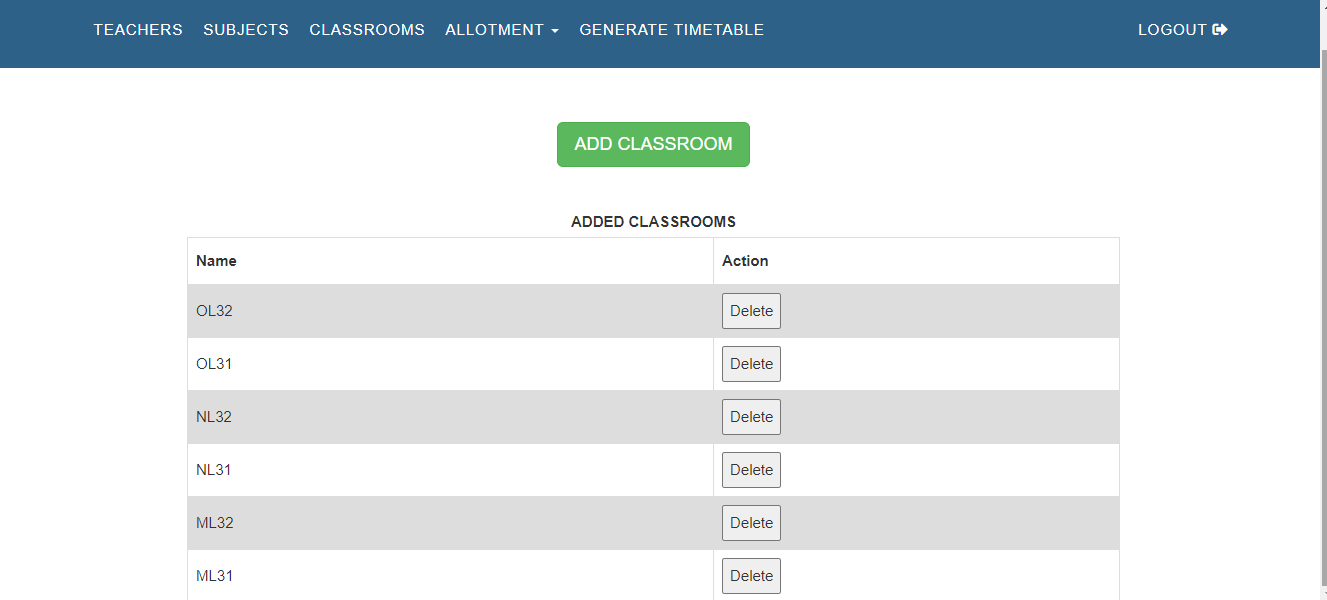 TEACHERS SUBJECTS CLASSROOMS ALLOTMENT GENERATE TIMETABLE LOGOUT
ADD CLASSROOM
ADDED CLASSROOMS
Name Action
OL32 Delete
OL31 Delete
NL32 Delete
NL31 Delete
ML32 Delete
ML31 Delete